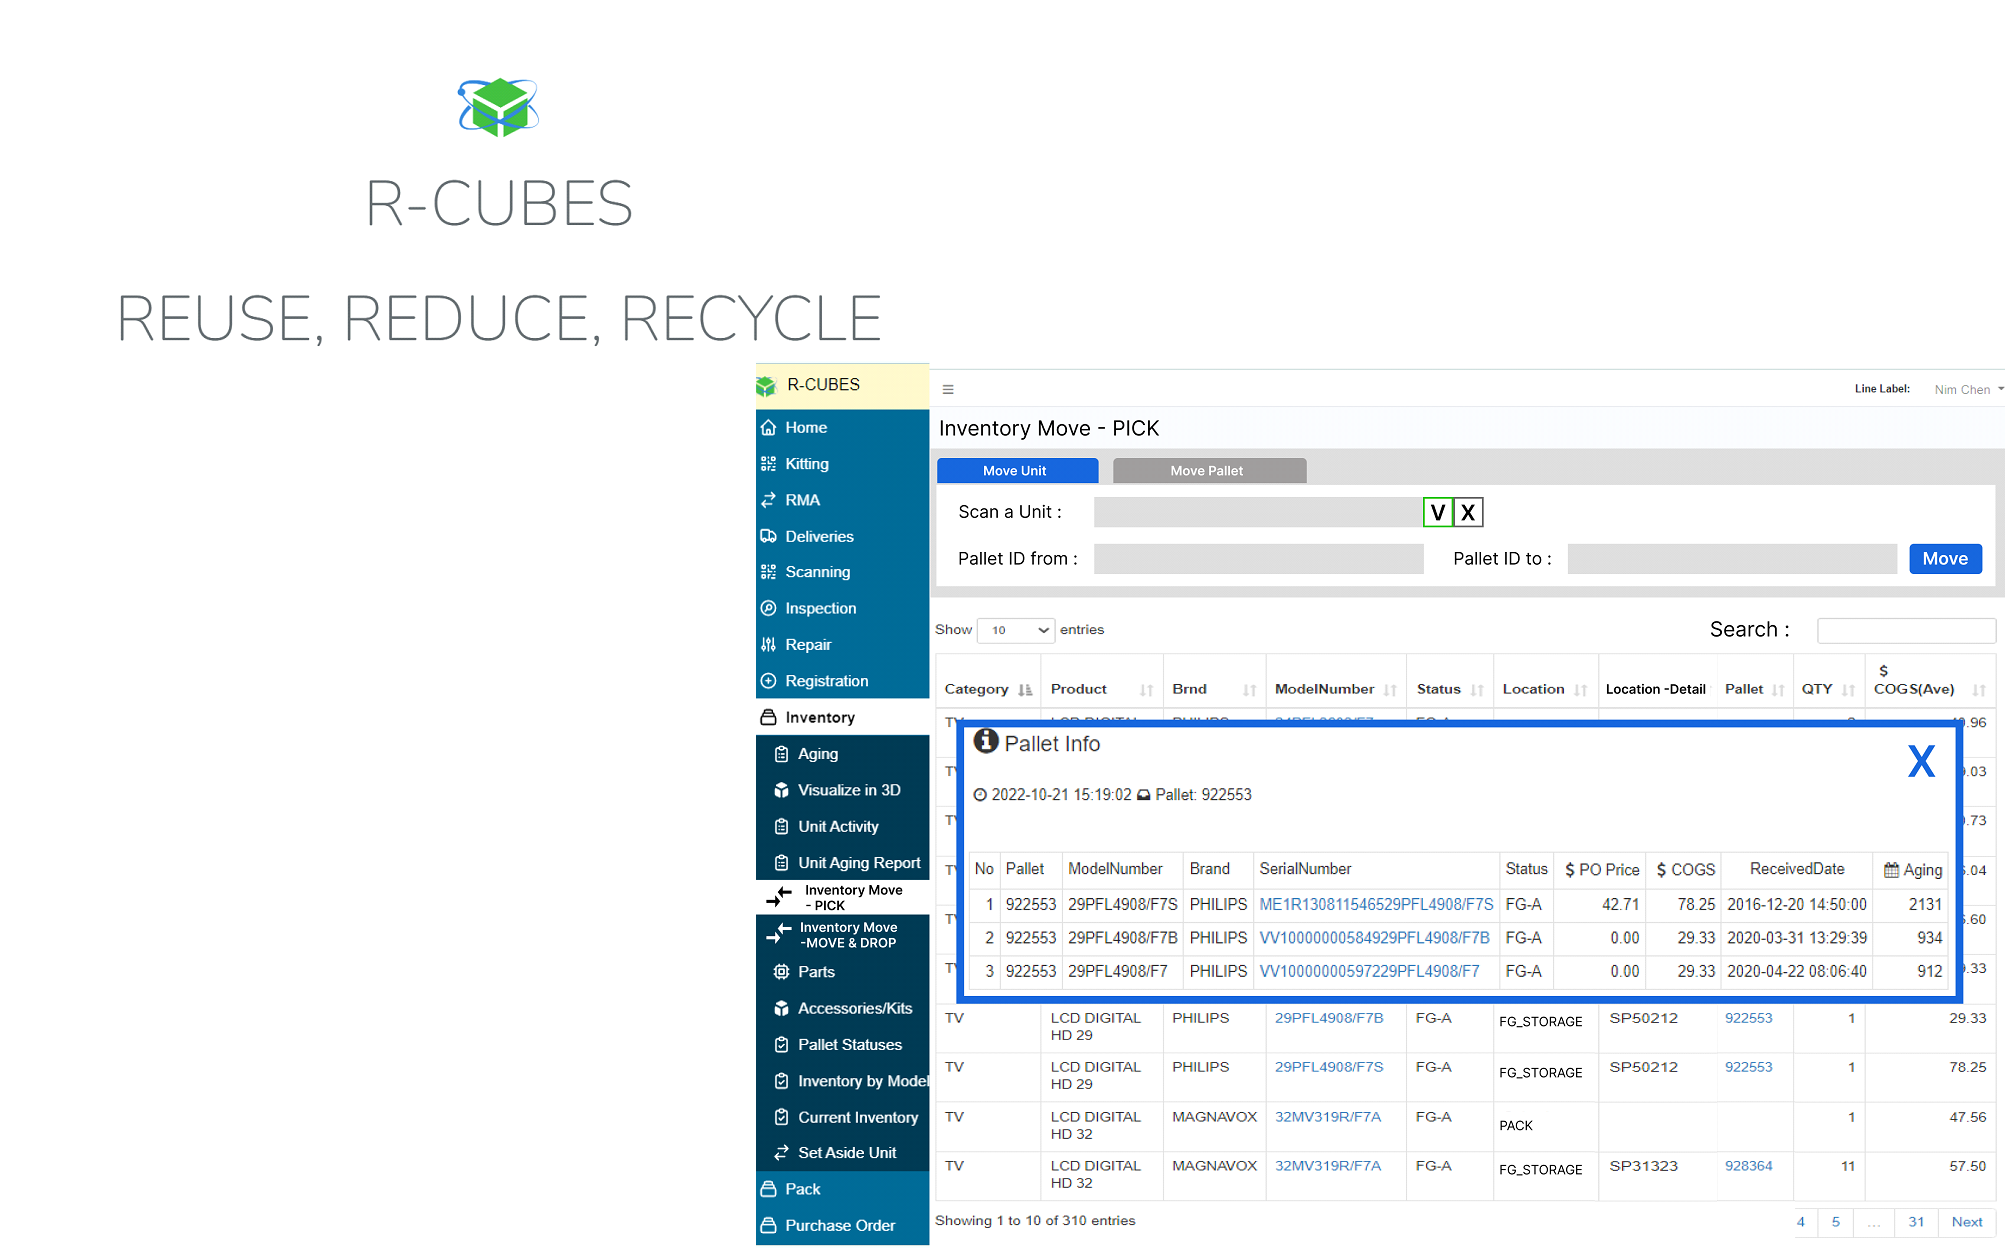 R-CUBES
REUSE, REDUCE, RECYCLE
R-CUBES
Home
Kitting
RMA
Deliveries
Scanning
Inspection
Repair
Registration
Inventory
Aging
Visualize in 3D
Unit Activity
Unit Aging Report
Inventory Move
- PICK
Inventory Move
-MOVE & DROP
Parts
Accessories/Kits
Pallet Statuses
Inventory by Model
Current Inventory
Set Aside Unit
Pack
Purchase Order
Line Label: Nim Chen
Inventory Move - PICK
Move Unit Move Pallet
Scan a Unit : V X
Pallet ID from : Pallet ID to : Move
Show 10 entries Search :
Category Product Brnd ModelNumber Status Location Location -Detail Pallet QTY $ COGS(Ave)
Pallet Info X
2022-10-21 15:19:02 Pallet: 922553
No Pallet ModelNumber Brand SerialNumber Status $ PO Price $ COGS ReceivedDate Aging
1 922553 29PFL4908/F7S PHILIPS ME1R130811546529PFL4908/F7S FG-A 42.71 78.25 2016-12-20 14:50:00 2131
2 922553 29PFL4908/F7B PHILIPS VV10000000584929PFL4908/F7B FG-A 0.00 29.33 2020-03-31 13:29:39 934
3 922553 29PFL4908/F7 PHILIPS VV10000000597229PFL4908/F7 FG-A 0.00 29.33 2020-04-22 08:06:40 912
TV LCD DIGITAL HD 29 PHILIPS 29PFL4908/F7B FG-A FG_STORAGE SP50212 922553 1 29.33
TV LCD DIGITAL HD 29 PHILIPS 29PFL4908/F7S FG-A FG_STORAGE SP50212 922553 1 78.25
TV LCD DIGITAL HD 32 MAGNAVOX 32MV319R/F7A FG-A PACK 1 47.56
TV LCD DIGITAL HD 32 MAGNAVOX 32MV319R/F7A FG-A FG_STORAGE SP31323 928364 11 57.50
Showing 1 to 10 of 310 entries 4 5 ... 31 Next